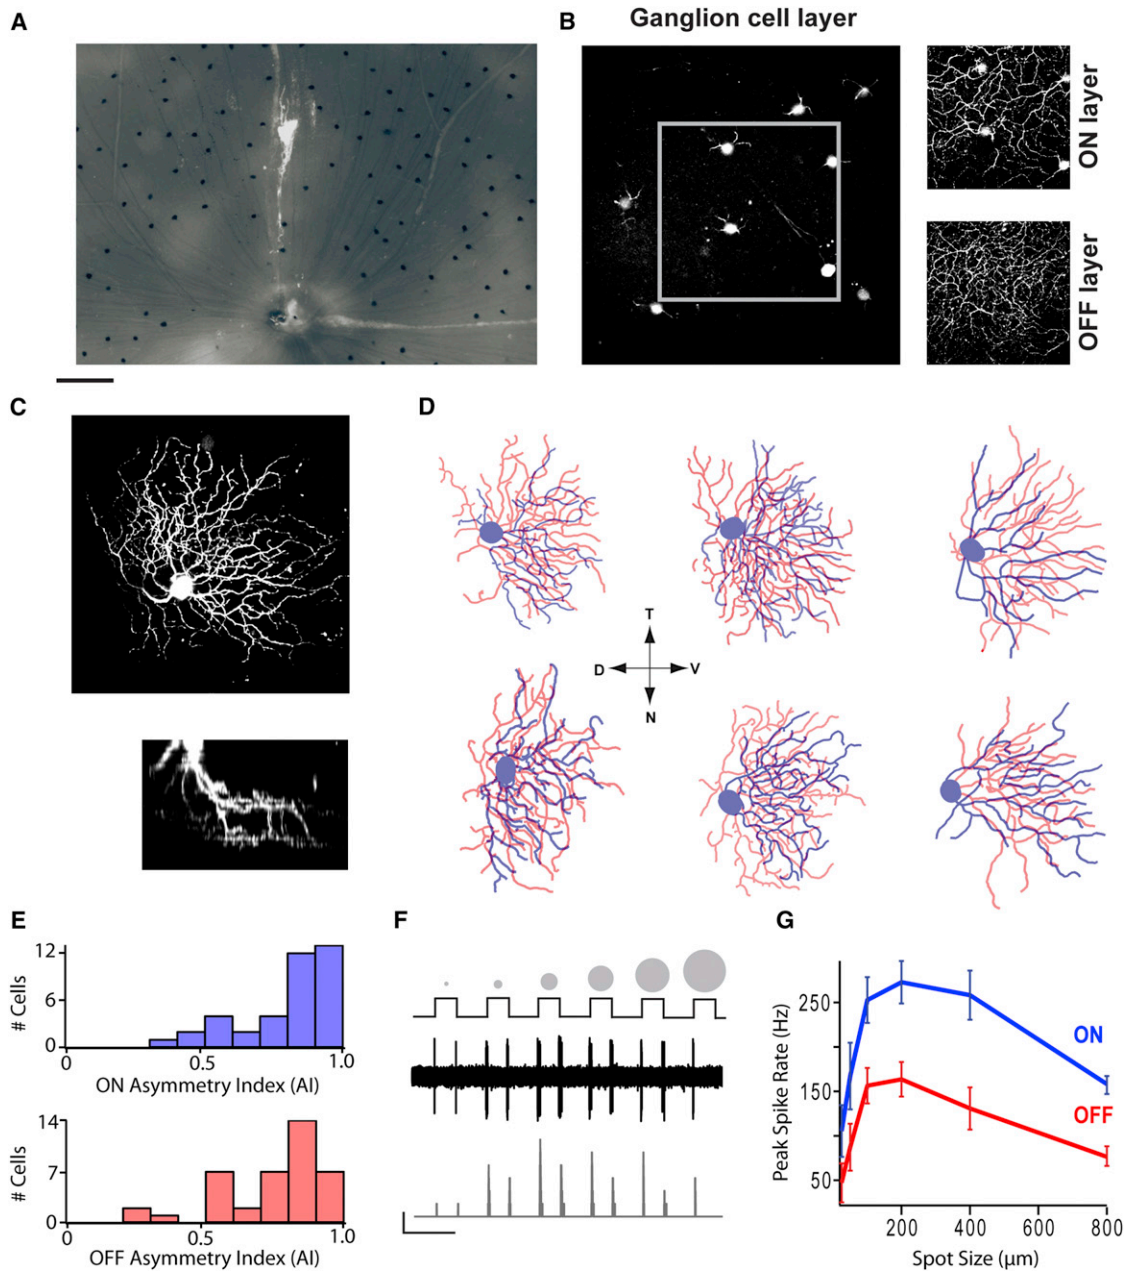 A
B
Ganglion cell layer
ON layer
OFF layer
C
D
T
D V
N
E
F
G
12
6
0
# Cells
0 0.5 1.0
ON Asymmetry Index (AI)
14
7
0
# Cells
0 0.5 1.0
OFF Asymmetry Index (AI)
250
150
50
Peak Spike Rate (Hz)
ON
OFF
200 400 600 800
Spot Size (μm)